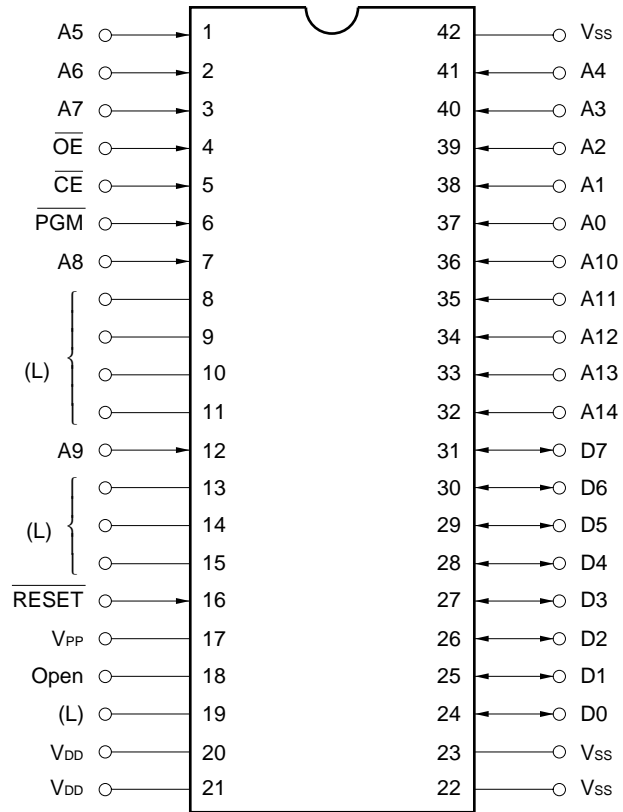 A5 1 42 VSS
A6 2 41 A4
A7 3 40 A3
OE 4 39 A2
CE 5 38 A1
PGM 6 37 A0
A8 7 36 A10
8 35 A11
9 34 A12
(L) 10 33 A13
11 32 A14
A9 12 31 D7
13 30 D6
(L) 14 29 D5
15 28 D4
RESET 16 27 D3
VPP 17 26 D2
Open 18 25 D1
(L) 19 24 D0
VDD 20 23 VSS
VDD 21 22 VSS